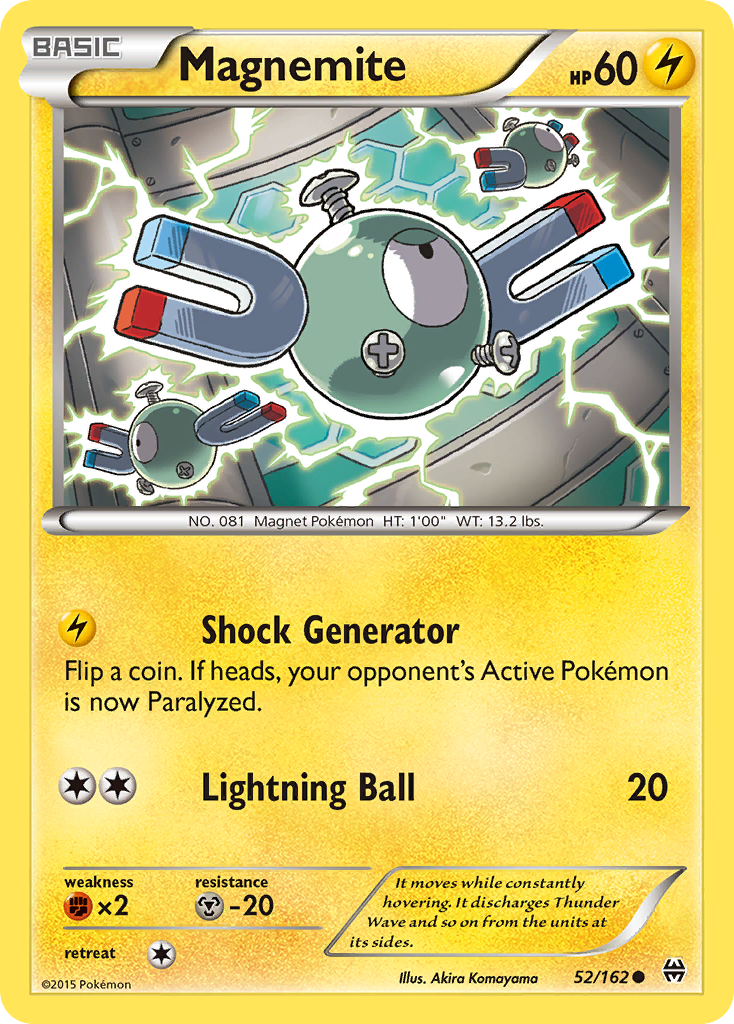 BASIC
Magnemite
HP60
NO. 081 Magnet Pokémon HT: 1'00" WT: 13.2 lbs.
Shock Generator
Flip a coin. If heads, your opponent's Active Pokémon
is now Paralyzed.
Lightning Ball 20
weakness resistance
×2 -20
retreat
It moves while constantly
hovering. It discharges Thunder
Wave and so on from the units at
its sides.
©2015 Pokémon
Illus. Akira Komayama 52/162